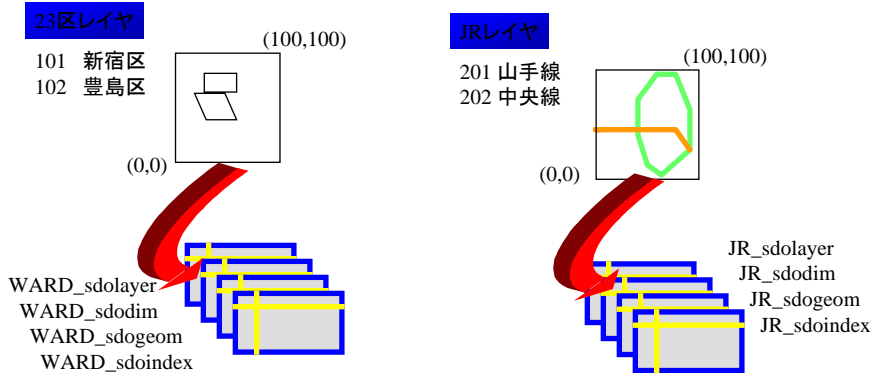 23区レイヤ
(100,100)
101 新宿区
102 豊島区
(0,0)
WARD_sdolayer
WARD_sdodim
WARD_sdogeom
WARD_sdoindex
JRレイヤ
(100,100)
201 山手線
202 中央線
(0,0)
JR_sdolayer
JR_sdodim
JR_sdogeom
JR_sdoindex